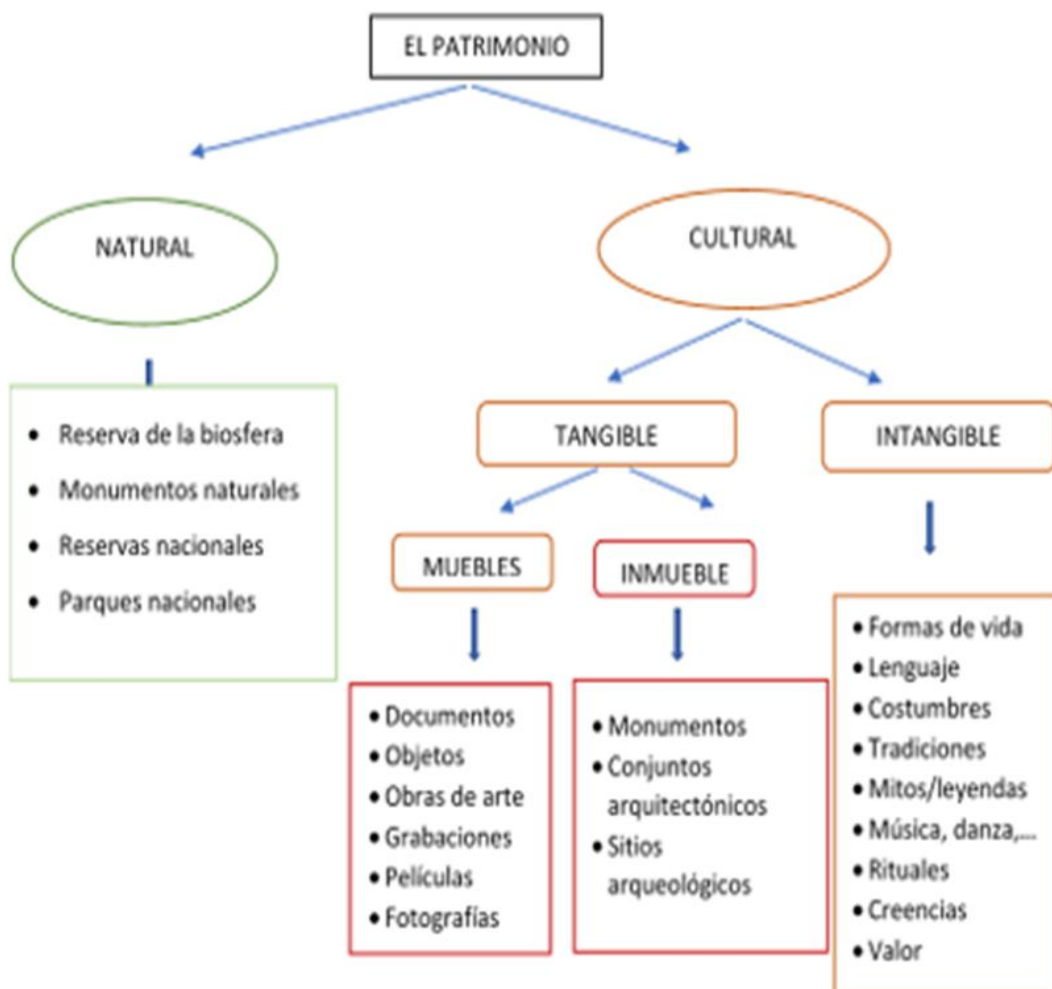 EL PATRIMONIO
NATURAL
CULTURAL
• Reserva de la biosfera
• Monumentos naturales
• Reservas nacionales
• Parques nacionales
TANGIBLE
INTANGIBLE
MUEBLES
INMUEBLE
• Documentos
• Objetos
• Obras de arte
• Grabaciones
• Películas
• Fotografías
• Monumentos
• Conjuntos
arquitectónicos
• Sitios
arqueológicos
• Formas de vida
• Lenguaje
• Costumbres
• Tradiciones
• Mitos/leyendas
• Música, danza,...
• Rituales
• Creencias
• Valor